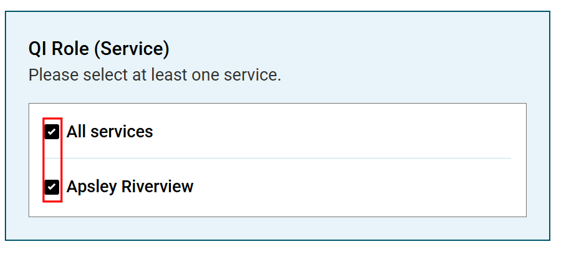 QI Role (Service)
Please select at least one service.
All services
Apsley Riverview